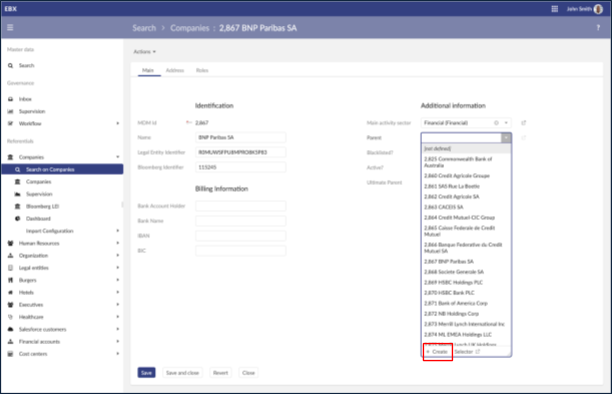 EBX
John Smith
Search > Companies : 2,867 BNP Paribas SA
?
Master data
Search
Governance
Inbox
Supervision
Workflow
Referentials
Companies
Search on Companies
Companies
Supervision
Bloomberg LEI
Dashboard
Import Configuration
Human Resources
Organization
Legal entities
Burgers
Hotels
Executives
Healthcare
Salesforce customers
Financial accounts
Cost centers
Actions
Main Address Roles
Identification
MDM Id 2,867
Name BNP Paribas SA
Legal Entity Identifier R0MUWSFPU8MPRO8K5P83
Bloomberg Identifier 115245
Billing Information
Bank Account Holder
Bank Name
IBAN
BIC
Additional information
Main activity sector Financial (Financial)
Parent
Blacklisted?
Active?
Ultimate Parent
[not defined]
2,825 Commonwealth Bank of
Australia
2,860 Credit Agricole Groupe
2,861 SAS Rue La Boetie
2,862 Credit Agricole SA
2,863 CACEIS SA
2,864 Credit Mutuel-CIC Group
2,865 Caisse Federale de Credit
Mutuel
2,866 Banque Federative du Credit
Mutuel SA
2,867 BNP Paribas SA
2,868 Societe Generale SA
2,869 HSBC Holdings PLC
2,870 HSBC Bank PLC
2,871 Bank of America Corp
2,872 NB Holdings Corp
2,873 Merrill Lynch International Inc
2,874 ML EMEA Holdings LLC
+ Create Selector
Save Save and close Revert Close